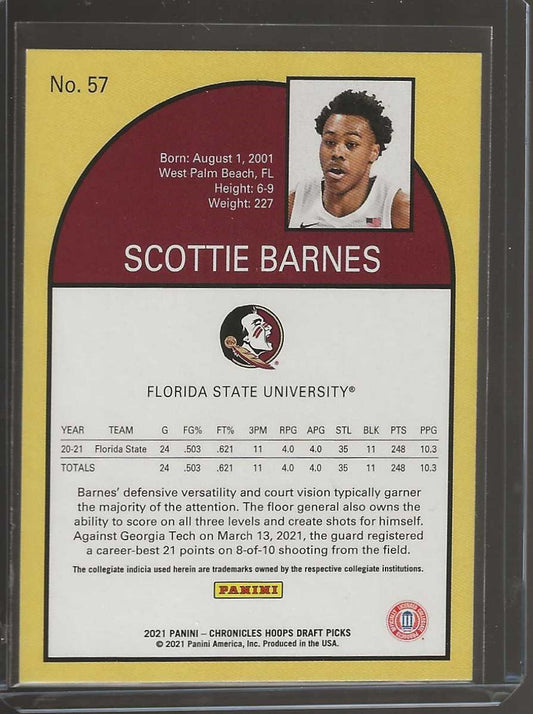 No. 57
Born: August 1, 2001
West Palm Beach, FL
Height: 6-9
Weight: 227
SCOTTIE BARNES
FLORIDA STATE UNIVERSITY®
YEAR TEAM G FG% FT% 3PM RPG APG STL BLK PTS PPG
20-21 Florida State 24 .503 .621 11 4.0 4.0 35 11 248 10.3
TOTALS 24 .503 .621 11 4.0 4.0 35 11 248 10.3
Barnes' defensive versatility and court vision typically garner
the majority of the attention. The floor general also owns the
ability to score on all three levels and create shots for himself.
Against Georgia Tech on March 13, 2021, the guard registered
a career-best 21 points on 8-of-10 shooting from the field.
The collegiate indicia used herein are trademarks owned by the respective collegiate institutions.
PANINI
2021 PANINI – CHRONICLES HOOPS DRAFT PICKS
© 2021 Panini America, Inc. Produced in the USA.